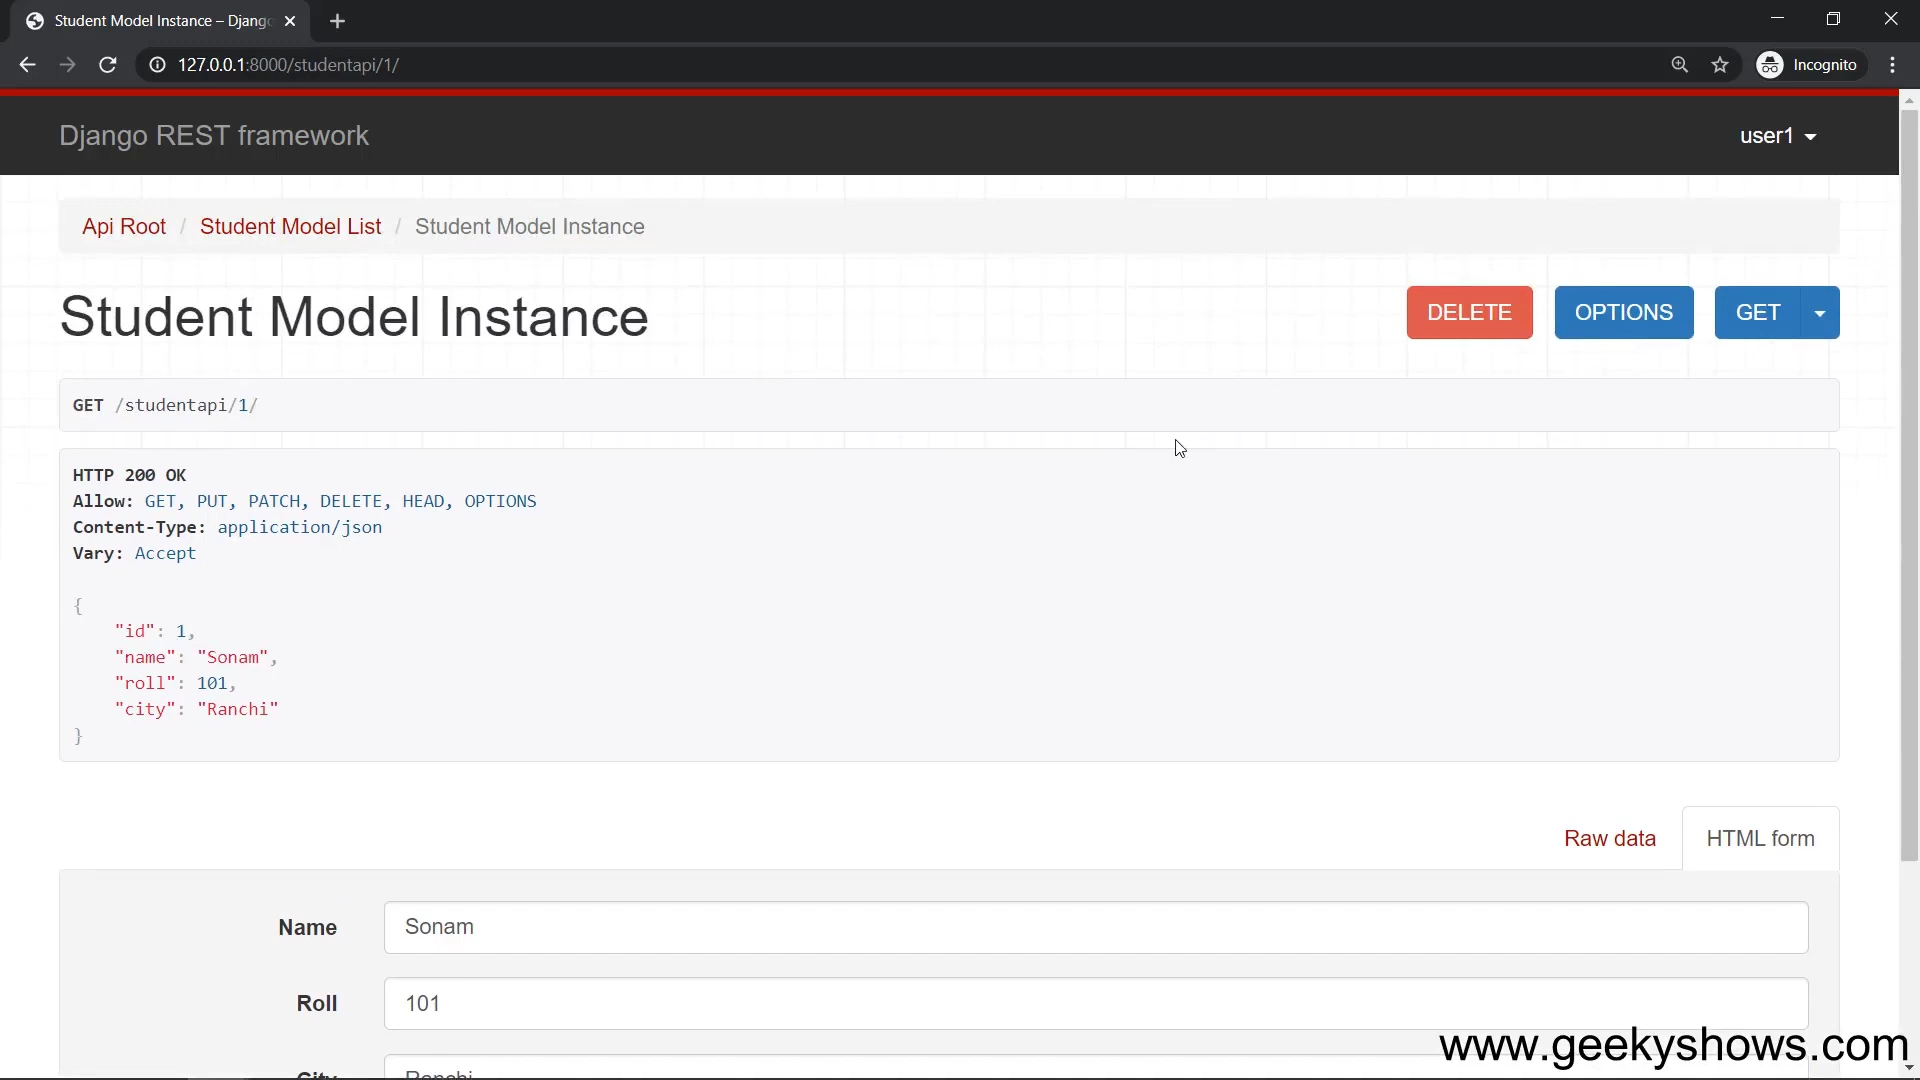 Student Model Instance – Django
127.0.0.1:8000/studentapi/1/
Incognito
Django REST framework
user1
Api Root / Student Model List / Student Model Instance
Student Model Instance
DELETE
OPTIONS
GET
GET /studentapi/1/
HTTP 200 OK
Allow: GET, PUT, PATCH, DELETE, HEAD, OPTIONS
Content-Type: application/json
Vary: Accept
{
"id": 1,
"name": "Sonam",
"roll": 101,
"city": "Ranchi"
}
Raw data
HTML form
Name
Sonam
Roll
101
City
Ranchi
www.geekyshows.com